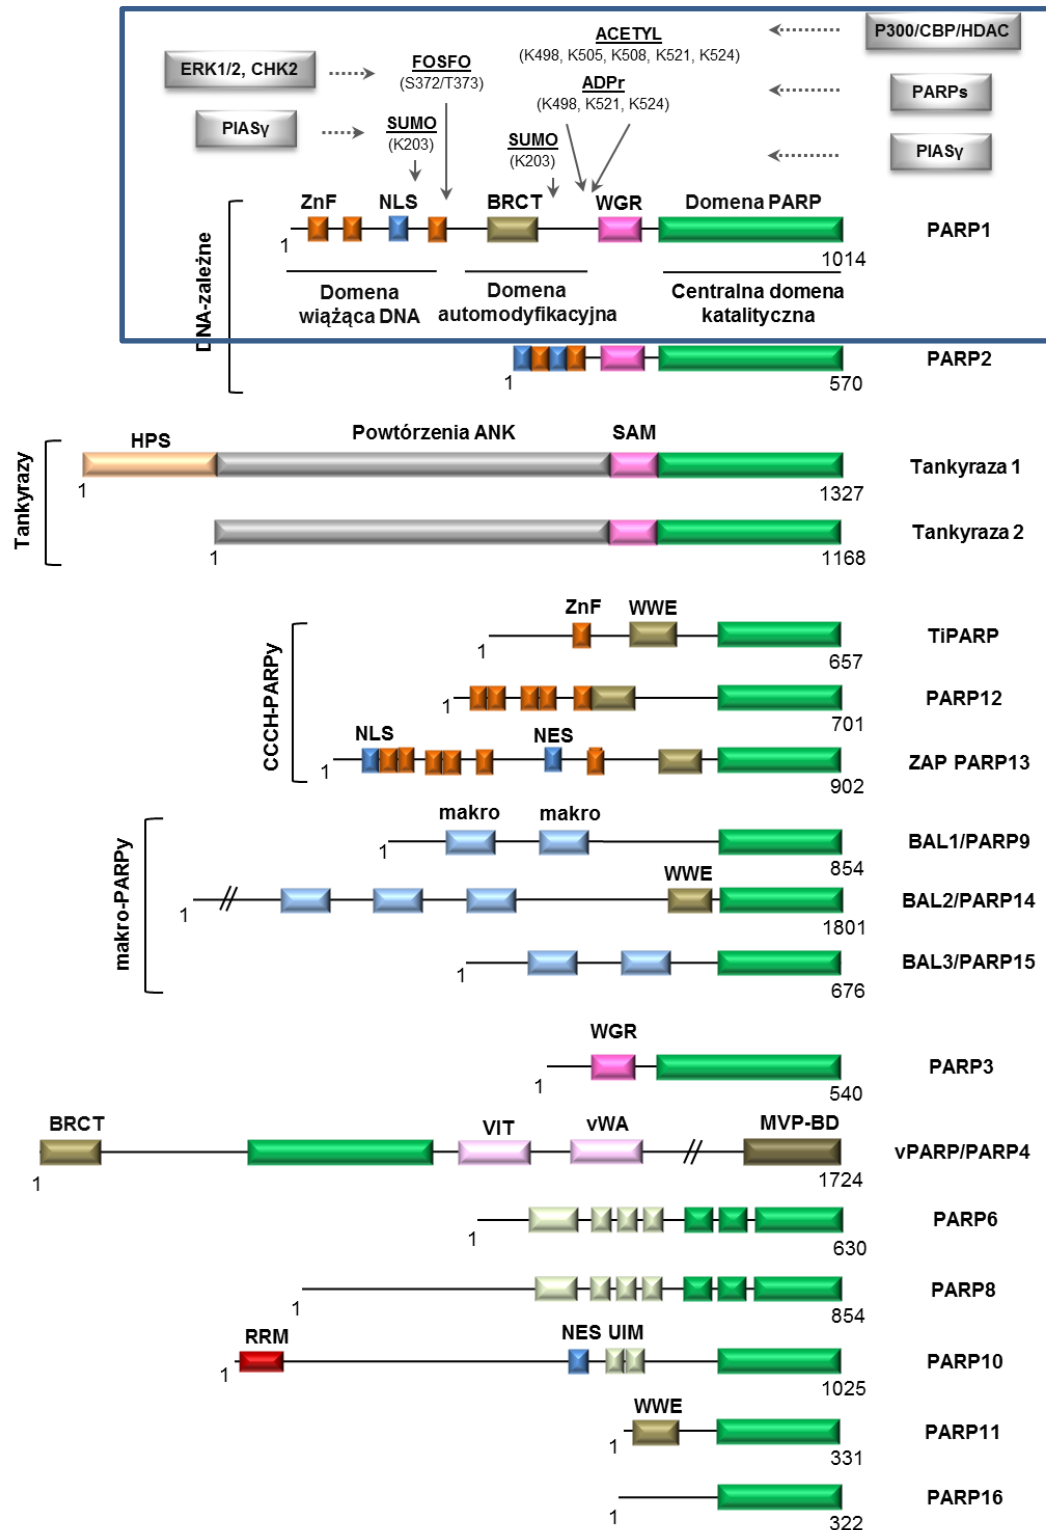 P300/CBP/HDAC
ACETYL
(K498, K505, K508, K521, K524)
ERK1/2, CHK2
FOSFO
(S372/T373)
ADPr
(K498, K521, K524)
PARPs
PIASγ
SUMO
(K203)
SUMO
(K203)
PIASγ
ZnF
NLS
BRCT
WGR
Domena PARP
1
1014
PARP1
Domena
wiążąca DNA
Domena
automodyfikacyjna
Centralna domena
katalityczna
DNA-zależne
1
570
PARP2
HPS
Powtórzenia ANK
SAM
1
1327
Tankyraza 1
1
1168
Tankyraza 2
Tankyrazy
ZnF
WWE
1
657
TiPARP
1
701
PARP12
NLS
NES
1
902
ZAP PARP13
CCCH-PARPy
makro
makro
1
854
BAL1/PARP9
WWE
1
1801
BAL2/PARP14
1
676
BAL3/PARP15
makro-PARPy
WGR
1
540
PARP3
BRCT
VIT
vWA
MVP-BD
1
1724
vPARP/PARP4
1
630
PARP6
1
854
PARP8
RRM
NES
UIM
1
1025
PARP10
WWE
1
331
PARP11
1
322
PARP16